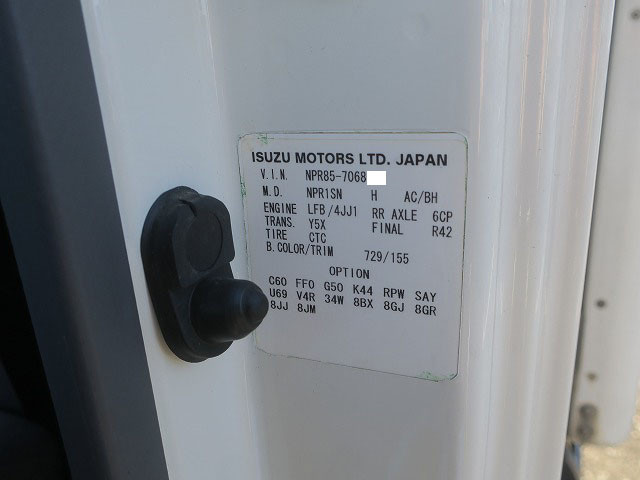 ISUZU MOTORS LTD. JAPAN
V.I.N. NPR85-7068
M.D. NPR1SN H AC/BH
ENGINE LFB/4JJ1 RR AXLE 6CP
TRANS. Y5X FINAL R42
TIRE CTC
B.COLOR/TRIM 729/155
OPTION
C60 FF0 G50 K44 RPW SAY
U69 V4R 34W 8BX 8GJ 8GR
8JJ 8JM